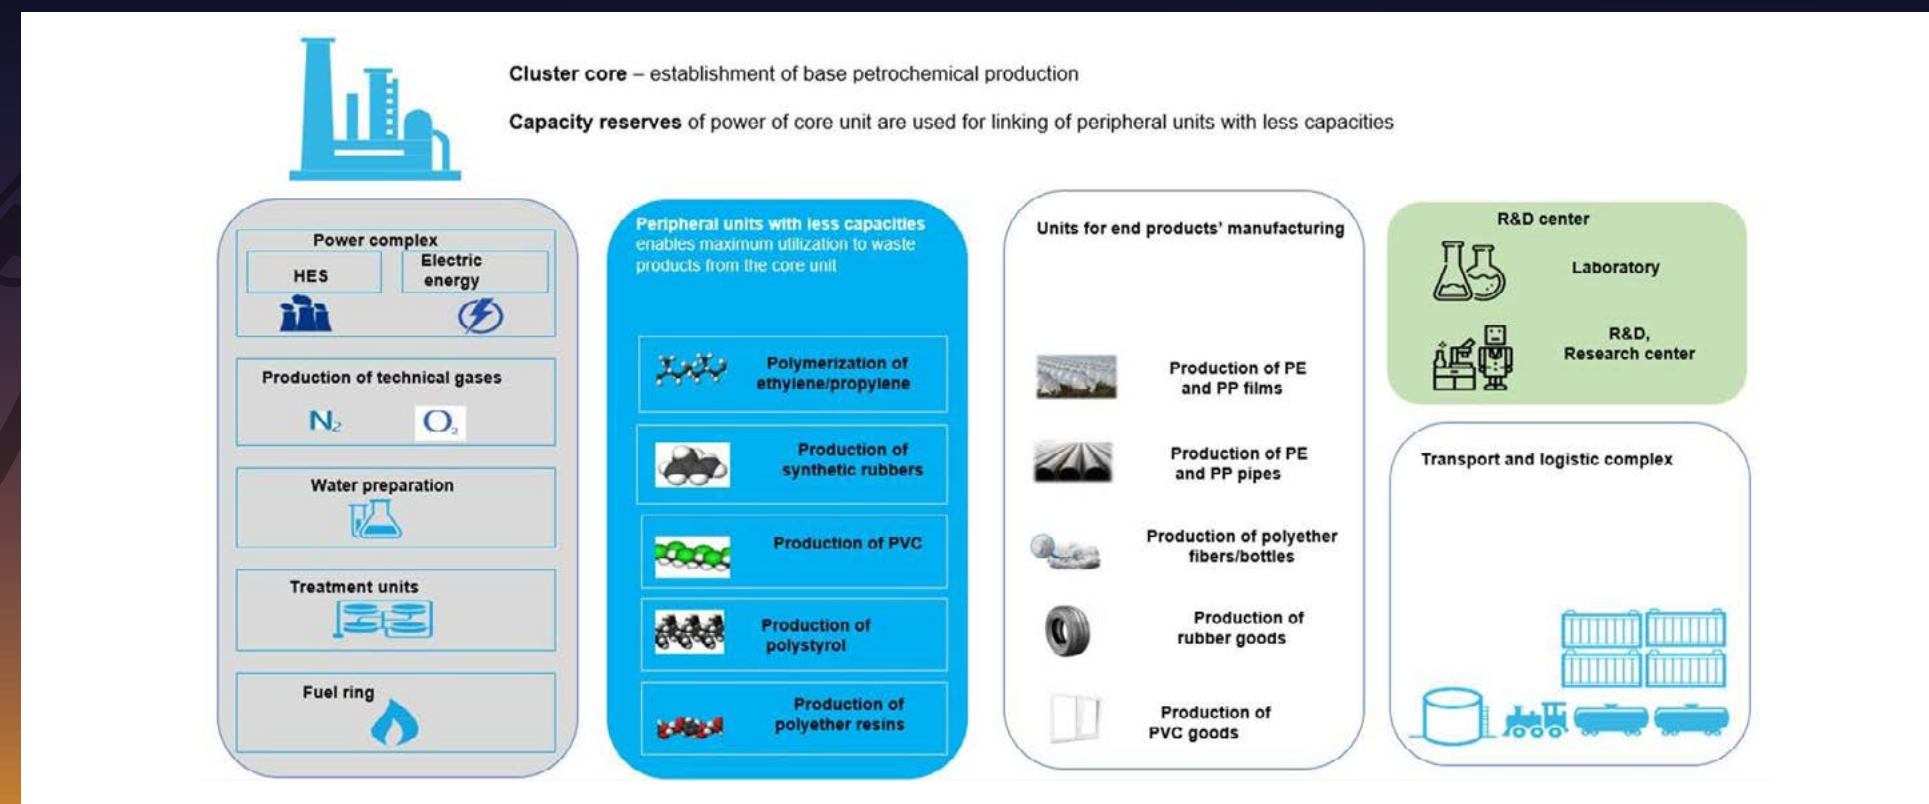 Cluster core – establishment of base petrochemical production
Capacity reserves of power of core unit are used for linking of peripheral units with less capacities
Power complex
HES
Electric
energy
Production of technical gases
N2
O2
Water preparation
Treatment units
Fuel ring
Peripheral units with less capacities
enables maximum utilization to waste
products from the core unit
Polymerization of
ethylene/propylene
Production of
synthetic rubbers
Production of PVC
Production of
polystyrol
Production of
polyether resins
Units for end products' manufacturing
Production of PE
and PP films
Production of PE
and PP pipes
Production of polyether
fibers/bottles
Production of
rubber goods
Production of
PVC goods
R&D center
Laboratory
R&D,
Research center
Transport and logistic complex